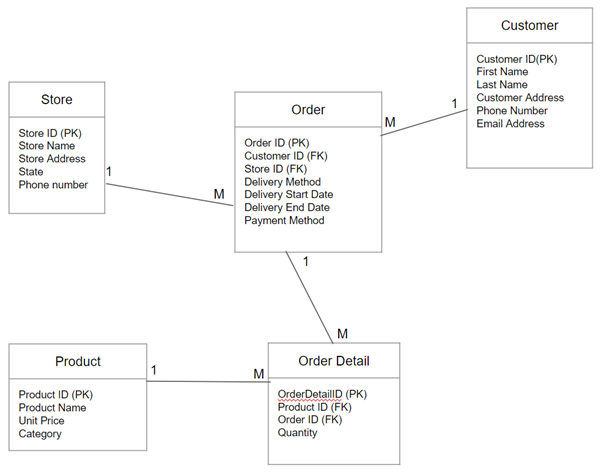 Customer
Customer ID(PK)
First Name
Last Name
Customer Address
Phone Number
Email Address
Store
Store ID (PK)
Store Name
Store Address
State
Phone number
Order
Order ID (PK)
Customer ID (FK)
Store ID (FK)
Delivery Method
Delivery Start Date
Delivery End Date
Payment Method
1
M
1
M
1
M
Product
Product ID (PK)
Product Name
Unit Price
Category
1
M
Order Detail
OrderDetailID (PK)
Product ID (FK)
Order ID (FK)
Quantity